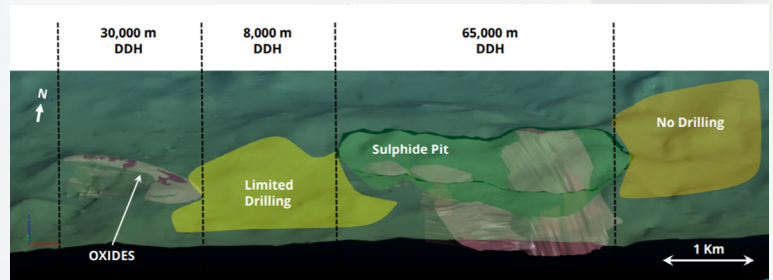 30,000 m
DDH
8,000 m
DDH
65,000 m
DDH
N
No Drilling
Sulphide Pit
Limited
Drilling
OXIDES
1 Km